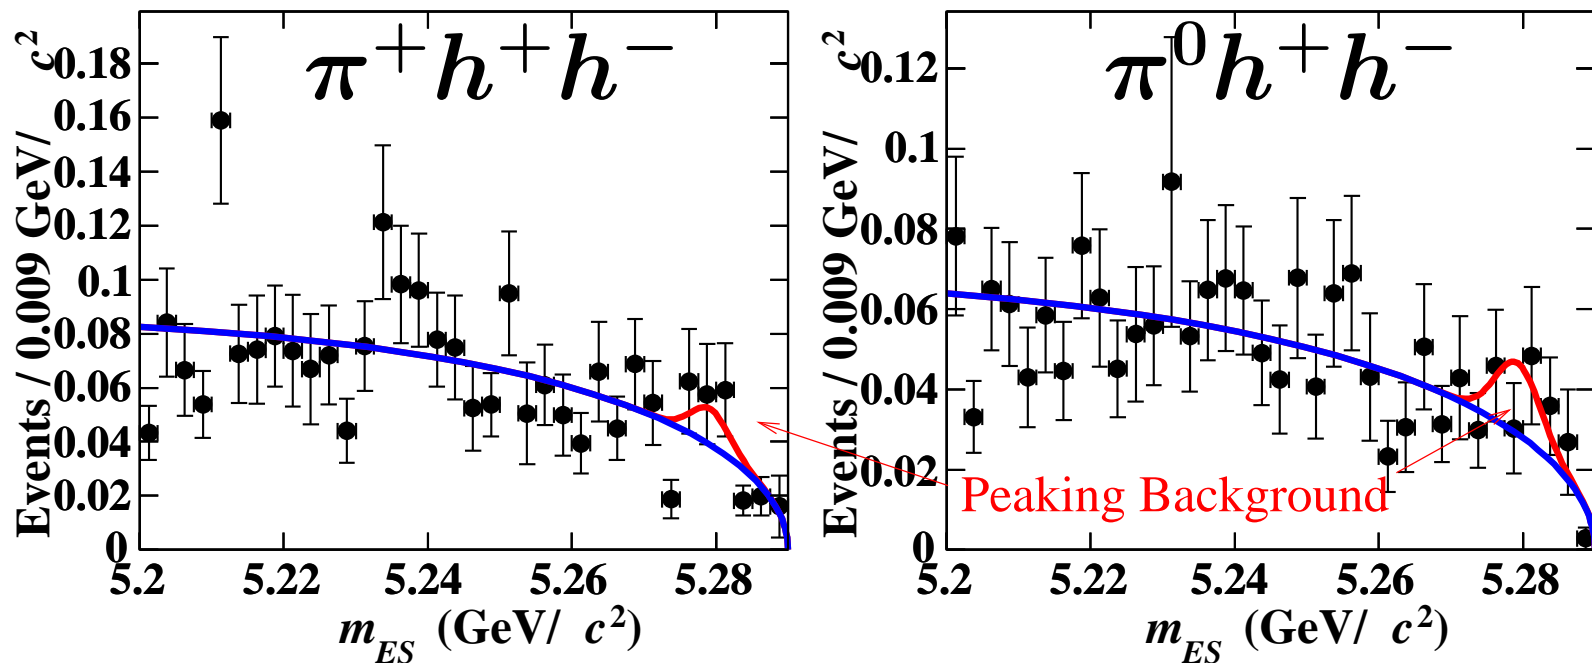 π⁺h⁺h⁻
Events / 0.009 GeV/ c²
0.18
0.16
0.14
0.12
0.1
0.08
0.06
0.04
0.02
0
5.2 5.22 5.24 5.26 5.28
m_ES (GeV/ c²)
π⁰h⁺h⁻
Events / 0.009 GeV/ c²
0.12
0.1
0.08
0.06
0.04
0.02
0
Peaking Background
5.2 5.22 5.24 5.26 5.28
m_ES (GeV/ c²)